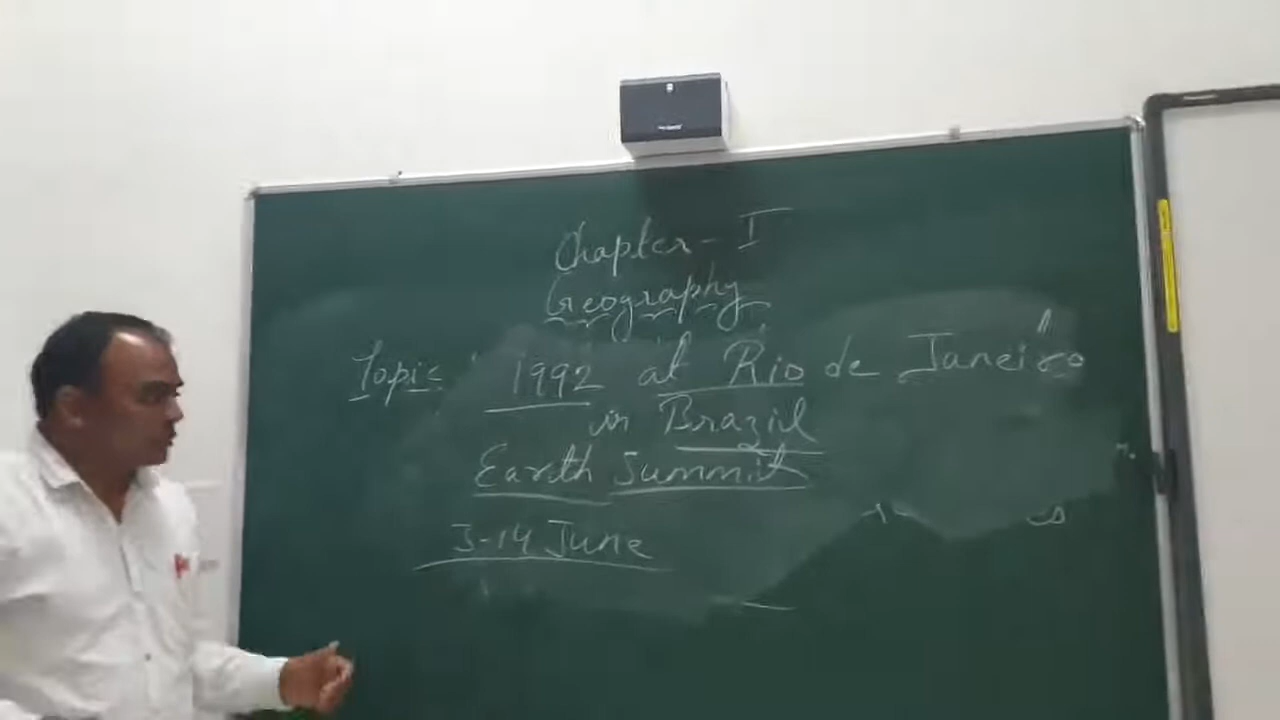 Chapter - I
Geography
Topic 1992 at Rio de Janeiro
in Brazil
Earth Summit
3-14 June